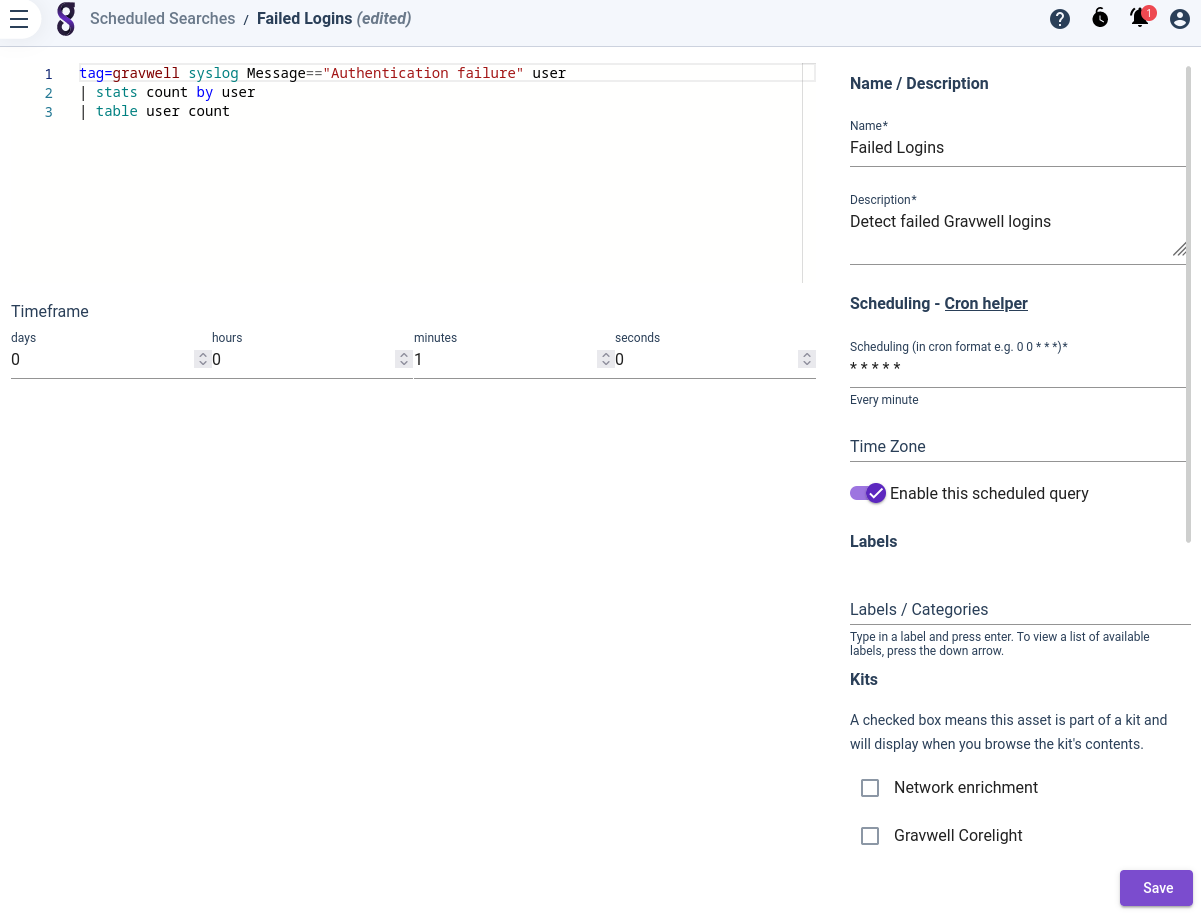 Scheduled Searches / Failed Logins (edited)
1
1 tag=gravwell syslog Message=="Authentication failure" user
2 | stats count by user
3 | table user count
Timeframe
days hours minutes seconds
0 0 1 0
Name / Description
Name*
Failed Logins
Description*
Detect failed Gravwell logins
Scheduling - Cron helper
Scheduling (in cron format e.g. 0 0 * * *)*
* * * * *
Every minute
Time Zone
Enable this scheduled query
Labels
Labels / Categories
Type in a label and press enter. To view a list of available
labels, press the down arrow.
Kits
A checked box means this asset is part of a kit and
will display when you browse the kit's contents.
Network enrichment
Gravwell Corelight
Save